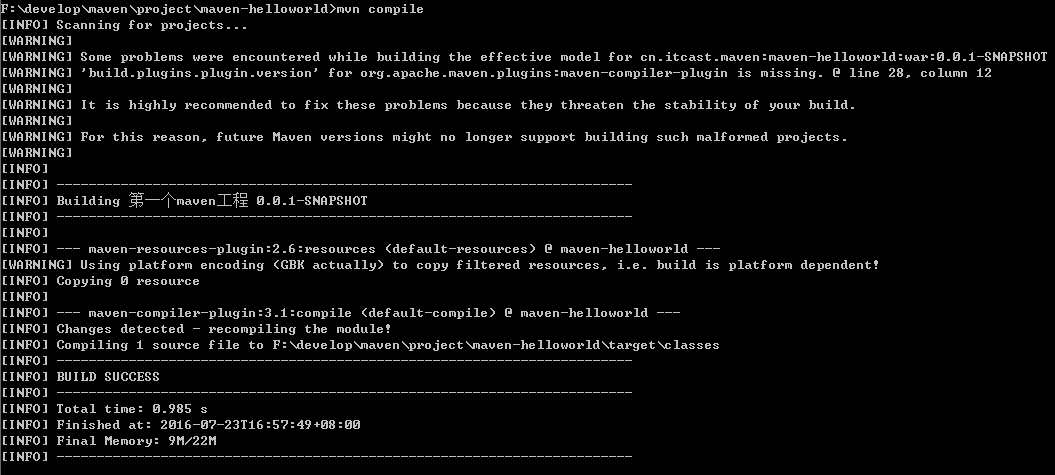 F:\develop\maven\project\maven-helloworld>mvn compile
[INFO] Scanning for projects...
[WARNING]
[WARNING] Some problems were encountered while building the effective model for cn.itcast.maven:maven-helloworld:war:0.0.1-SNAPSHOT
[WARNING] 'build.plugins.plugin.version' for org.apache.maven.plugins:maven-compiler-plugin is missing. @ line 28, column 12
[WARNING]
[WARNING] It is highly recommended to fix these problems because they threaten the stability of your build.
[WARNING]
[WARNING] For this reason, future Maven versions might no longer support building such malformed projects.
[WARNING]
[INFO]
[INFO] ------------------------------------------------------------------------
[INFO] Building 第一个maven工程 0.0.1-SNAPSHOT
[INFO] ------------------------------------------------------------------------
[INFO]
[INFO] --- maven-resources-plugin:2.6:resources (default-resources) @ maven-helloworld ---
[WARNING] Using platform encoding (GBK actually) to copy filtered resources, i.e. build is platform dependent!
[INFO] Copying 0 resource
[INFO]
[INFO] --- maven-compiler-plugin:3.1:compile (default-compile) @ maven-helloworld ---
[INFO] Changes detected - recompiling the module!
[INFO] Compiling 1 source file to F:\develop\maven\project\maven-helloworld\target\classes
[INFO] ------------------------------------------------------------------------
[INFO] BUILD SUCCESS
[INFO] ------------------------------------------------------------------------
[INFO] Total time: 0.985 s
[INFO] Finished at: 2016-07-23T16:57:49+08:00
[INFO] Final Memory: 9M/22M
[INFO] ------------------------------------------------------------------------